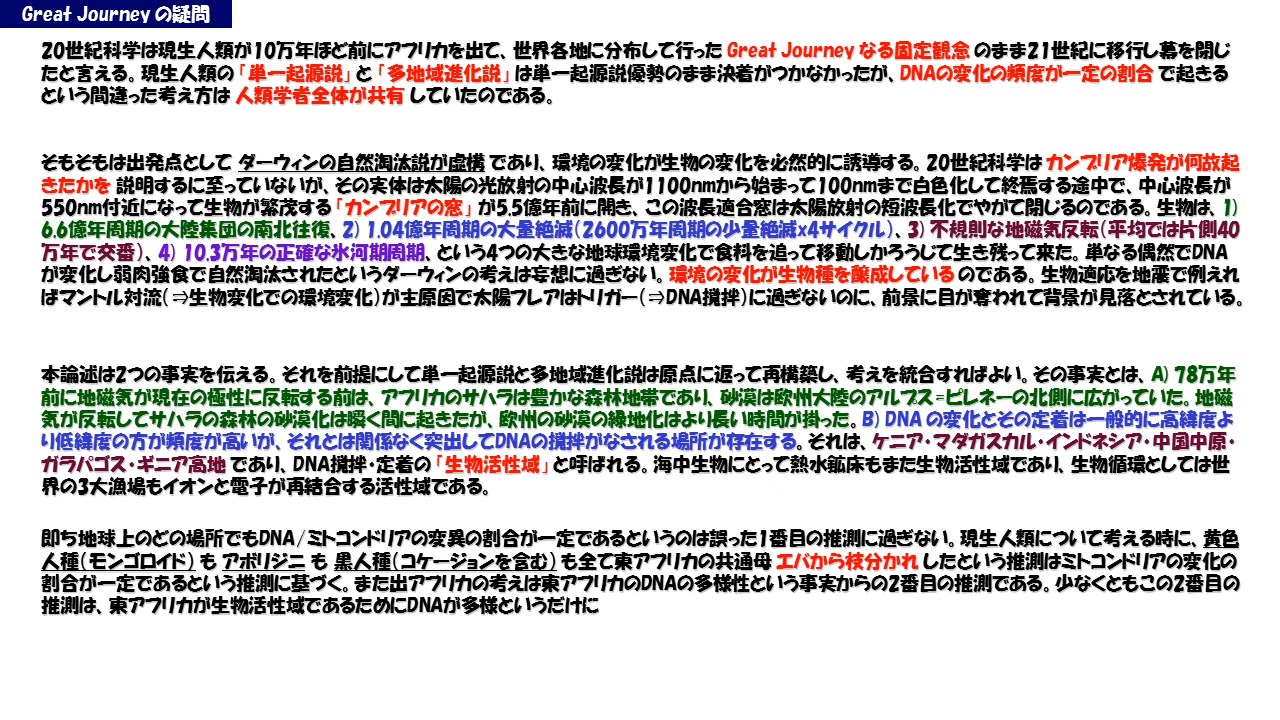 Great Journey の疑問
20世紀科学は現生人類が10万年ほど前にアフリカを出て、世界各地に分布して行った Great Journey なる固定観念 のまま21世紀に移行し幕を閉じ
たと言える。現生人類の 「単一起源説」 と 「多地域進化説」 は単一起源説優勢のまま決着がつかなかったが、DNAの変化の頻度が一定の割合 で起きる
という間違った考え方は 人類学者全体が共有 していたのである。
そもそもは出発点として ダーウィンの自然淘汰説が虚構 であり、環境の変化が生物の変化を必然的に誘導する。20世紀科学は カンブリア爆発が何故起
きたかを 説明するに至っていないが、その実体は太陽の光放射の中心波長が1100nmから始まって100nmまで白色化して終焉する途中で、中心波長が
550nm付近になって生物が繁茂する 「カンブリアの窓」 が5.5億年前に開き、この波長適合窓は太陽放射の短波長化でやがて閉じるのである。生物は、1)
6.6億年周期の大陸集団の南北往復、2) 1.04億年周期の大量絶滅（2600万年周期の少量絶滅x4サイクル）、3) 不規則な地磁気反転（平均では片側40
万年で交番）、4) 10.3万年の正確な氷河期周期、という4つの大きな地球環境変化で食料を追って移動しかろうじて生き残って来た。単なる偶然でDNA
が変化し弱肉強食で自然淘汰されたというダーウィンの考えは妄想に過ぎない。環境の変化が生物種を醸成している のである。生物適応を地震で例えれ
ばマントル対流（⇒生物変化での環境変化）が主原因で太陽フレアはトリガー（⇒DNA撹拌）に過ぎないのに、前景に目が奪われて背景が見落とされている。
本論述は2つの事実を伝える。それを前提にして単一起源説と多地域進化説は原点に返って再構築し、考えを統合すればよい。その事実とは、A) 78万年
前に地磁気が現在の極性に反転する前は、アフリカのサハラは豊かな森林地帯であり、砂漠は欧州大陸のアルプス=ピレネーの北側に広がっていた。地磁
気が反転してサハラの森林の砂漠化は瞬く間に起きたが、欧州の砂漠の緑地化はより長い時間が掛った。B) DNA の変化とその定着は一般的に高緯度よ
り低緯度の方が頻度が高いが、それとは関係なく突出してDNAの撹拌がなされる場所が存在する。それは、ケニア・マダガスカル・インドネシア・中国中原・
ガラパゴス・ギニア高地 であり、DNA撹拌・定着の 「生物活性域」 と呼ばれる。海中生物にとって熱水鉱床もまた生物活性域であり、生物循環としては世
界の3大漁場もイオンと電子が再結合する活性域である。
即ち地球上のどの場所でもDNA/ミトコンドリアの変異の割合が一定であるというのは誤った1番目の推測に過ぎない。現生人類について考える時に、黄色
人種（モンゴロイド） も アボリジニ も 黒人種（コケージョンを含む） も全て東アフリカの共通母 エバから枝分かれ したという推測はミトコンドリアの変化の
割合が一定であるという推測に基づく。また出アフリカの考えは東アフリカのDNAの多様性という事実からの2番目の推測である。少なくともこの2番目の
推測は、東アフリカが生物活性域であるためにDNAが多様というだけに